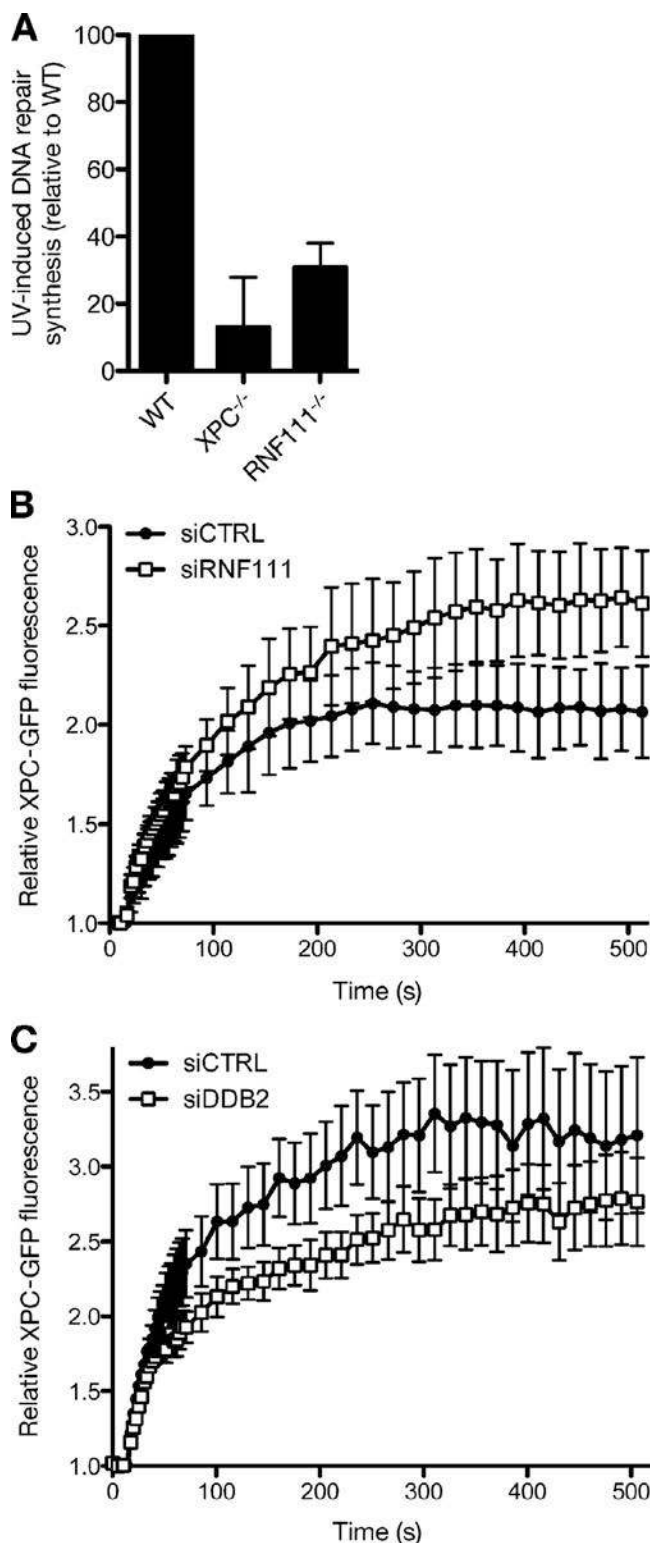 A
UV-induced DNA repair
synthesis (relative to WT)
100
80
60
40
20
0
WT
XPC-/-
RNF111-/-
B
siCTRL
siRNF111
Relative XPC-GFP fluorescence
3.0
2.5
2.0
1.5
1.0
100 200 300 400 500
Time (s)
C
siCTRL
siDDB2
Relative XPC-GFP fluorescence
3.5
3.0
2.5
2.0
1.5
1.0
0 100 200 300 400 500
Time (s)